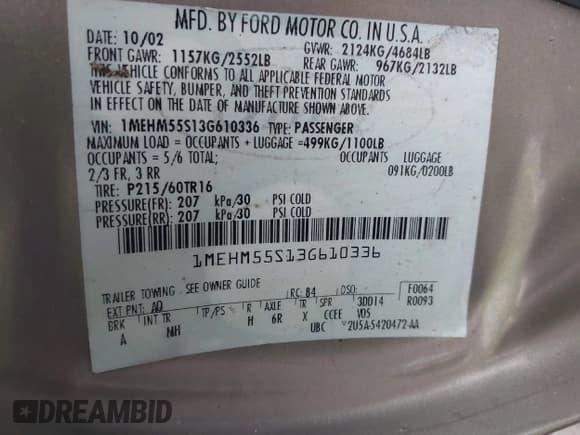 MFD. BY FORD MOTOR CO. IN U.S.A.
DATE: 10/02 GVWR: 2124KG/4684LB
FRONT GAWR: 1157KG/2552LB REAR GAWR: 967KG/2132LB
THIS VEHICLE CONFORMS TO ALL APPLICABLE FEDERAL MOTOR
VEHICLE SAFETY, BUMPER, AND THEFT PREVENTION STANDARDS
IN EFFECT ON THE DATE OF MANUFACTURE SHOWN ABOVE.
VIN: 1MEHM55S13G610336 TYPE: PASSENGER
MAXIMUM LOAD = OCCUPANTS + LUGGAGE =499KG/1100LB
OCCUPANTS = 5/6 TOTAL; OCCUPANTS LUGGAGE
2/3 FR, 3 RR 091KG/0200LB
TIRE: P215/60TR16
PRESSURE(FR): 207 kPa/30 PSI COLD
PRESSURE(RR): 207 kPa/30 PSI COLD
1MEHM55S13G610336
TRAILER TOWING - SEE OWNER GUIDE
EXT PNT: AQ RC: 84 DSO: F0064
BRK INT TR TP/PS R AXLE TR SPR 3DD14 R0093
A MH H 6R X CCEE VDS
UBC 2U5A-5420472-AA
DREAMBID